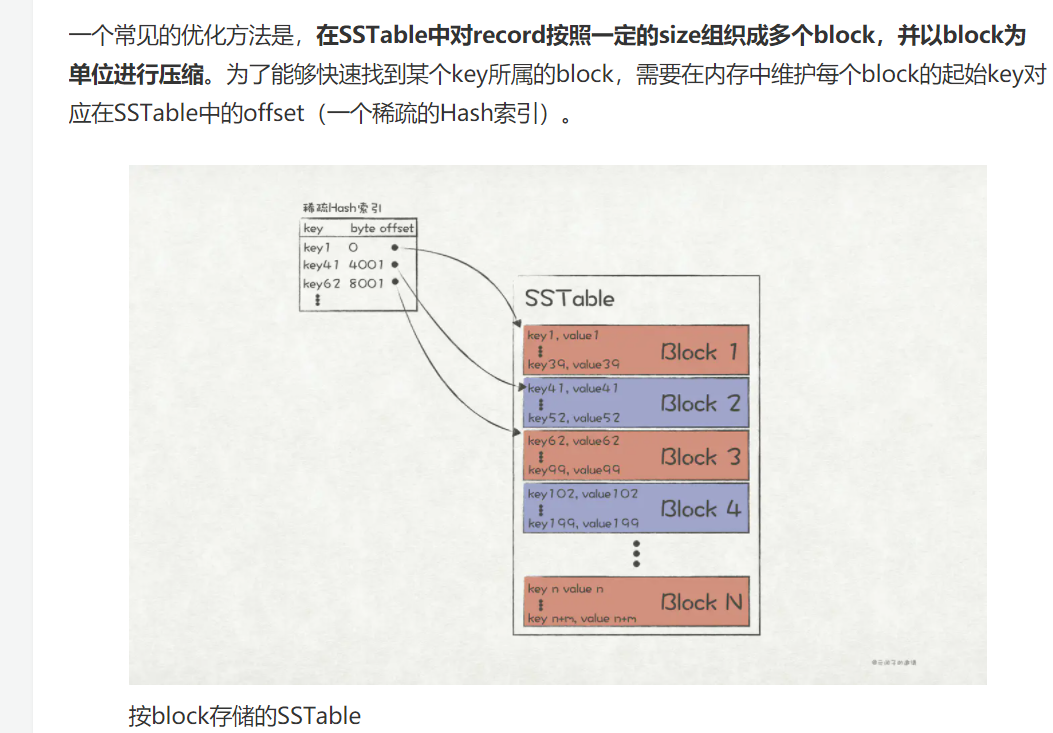 一个常见的优化方法是，在SSTable中对record按照一定的size组织成多个block，并以block为
单位进行压缩。为了能够快速找到某个key所属的block，需要在内存中维护每个block的起始key对
应在SSTable中的offset（一个稀疏的Hash索引）。
稀疏Hash索引
key byte offset
key1 0
key41 4001
key62 8001
SSTable
key1, value1
Block 1
key39, value39
key41, value41
Block 2
key52, value52
key62, value62
Block 3
key99, value99
key102, value102
Block 4
key199, value199
key n value n
Block N
key n+m, value n+m
按block存储的SSTable